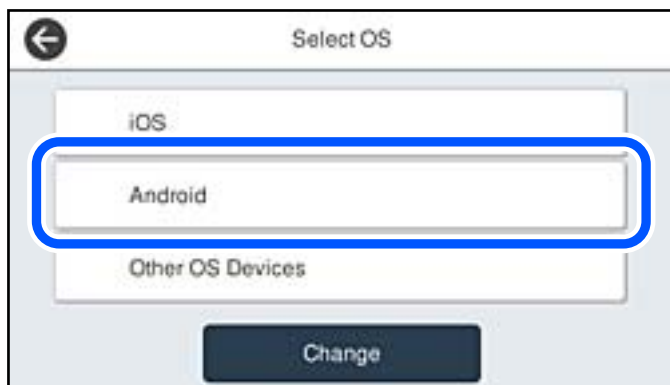 Select OS
iOS
Android
Other OS Devices
Change